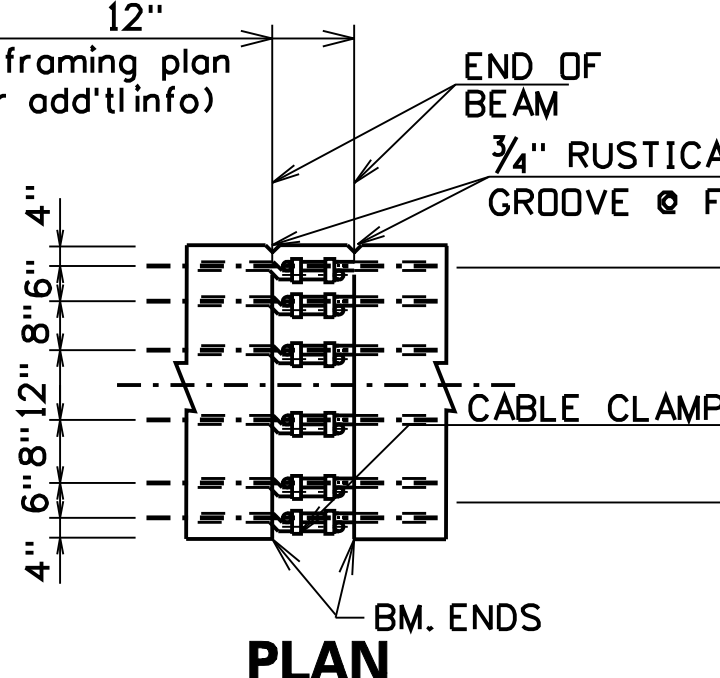 12"
framing plan
add'tl info)
END OF
BEAM
3/4" RUSTICA
GROOVE @ F
4"
6"
8"
12"
8"
6"
4"
CABLE CLAMP
BM. ENDS
PLAN